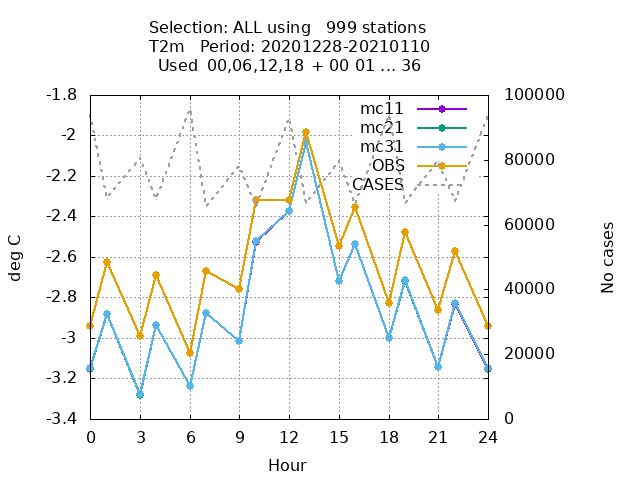 Selection: ALL using   999 stations
T2m   Period: 20201228-20210110
Used  00,06,12,18  + 00 01 ... 36
-1.8
-2
-2.2
-2.4
-2.6
-2.8
-3
-3.2
-3.4
deg C
100000
80000
60000
40000
20000
0
No cases
mc11
mc21
mc31
OBS
CASES
0 3 6 9 12 15 18 21 24
Hour